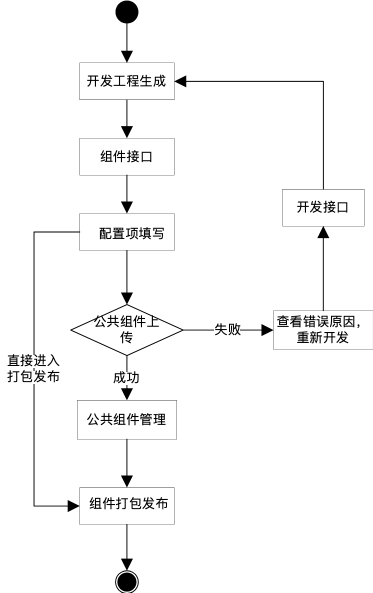 开发工程生成
组件接口
开发接口
配置项填写
公共组件上
传
失败
查看错误原因，
重新开发
直接进入
打包发布
成功
公共组件管理
组件打包发布